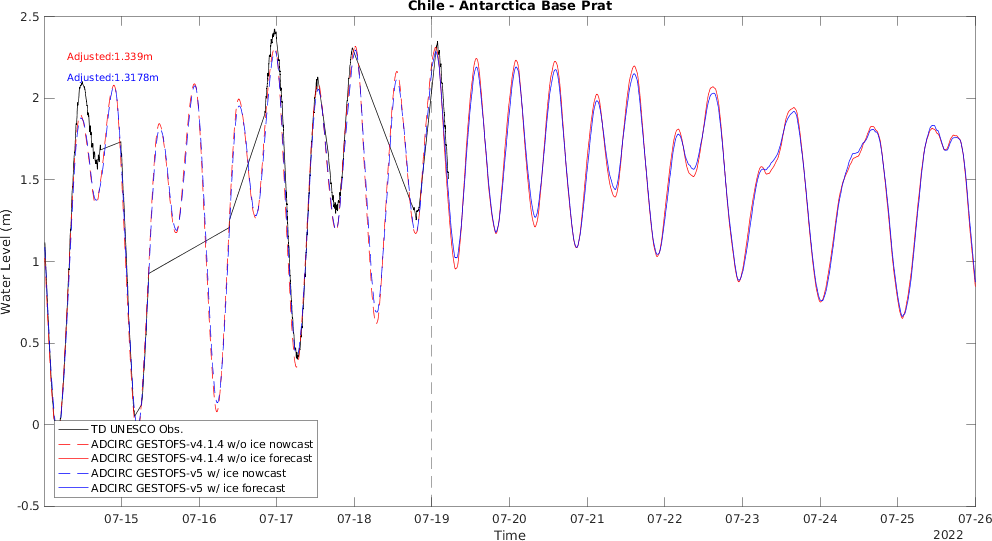 Chile - Antarctica Base Prat
Adjusted:1.339m
Adjusted:1.3178m
Water Level (m)
2.5
2
1.5
1
0.5
0
-0.5
TD UNESCO Obs.
ADCIRC GESTOFS-v4.1.4 w/o ice nowcast
ADCIRC GESTOFS-v4.1.4 w/o ice forecast
ADCIRC GESTOFS-v5 w/ ice nowcast
ADCIRC GESTOFS-v5 w/ ice forecast
07-15 07-16 07-17 07-18 07-19 07-20 07-21 07-22 07-23 07-24 07-25 07-26
Time
2022